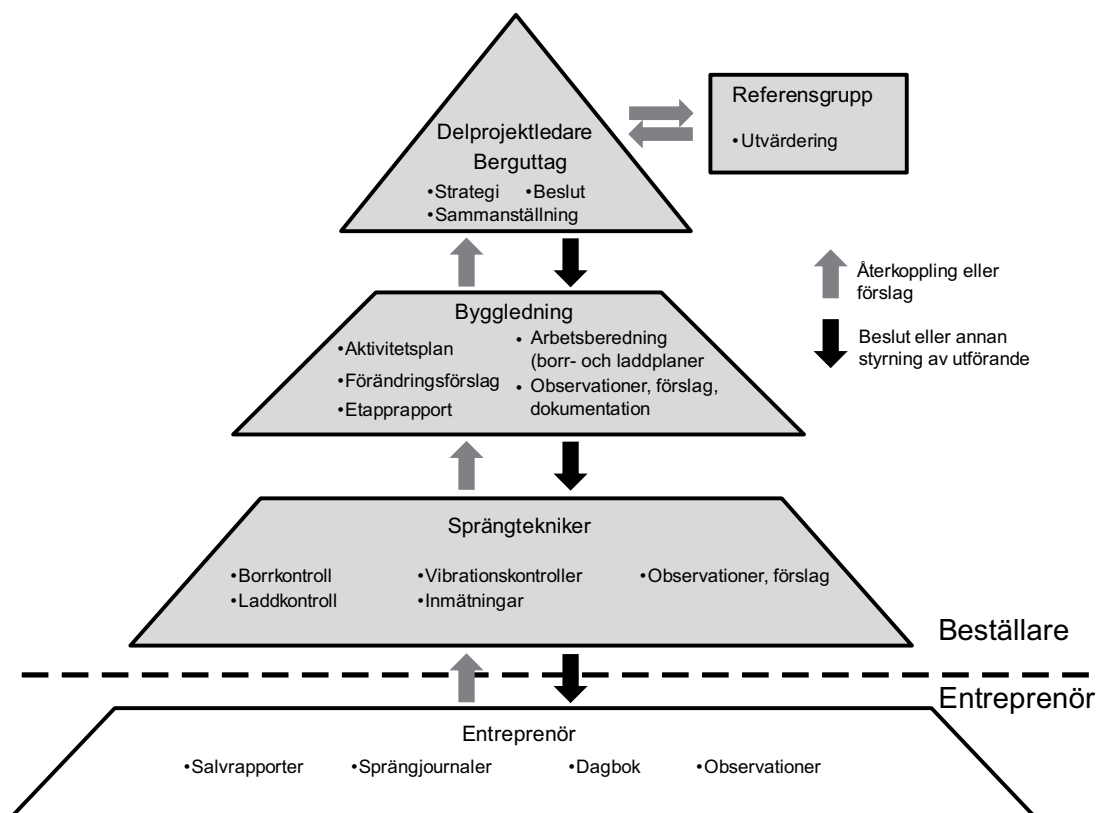 Delprojektledare
Berguttag
•Strategi •Beslut
•Sammanställning
Referensgrupp
•Utvärdering
Återkoppling eller
förslag
Beslut eller annan
styrning av utförande
Byggledning
•Aktivitetsplan
•Förändringsförslag
•Etapprapport
• Arbetsberedning
(borr- och laddplaner
• Observationer, förslag,
dokumentation
Sprängtekniker
•Borrkontroll
•Laddkontroll
•Vibrationskontroller
•Inmätningar
•Observationer, förslag
Beställare
Entreprenör
Entreprenör
•Salvrapporter •Sprängjournaler •Dagbok •Observationer